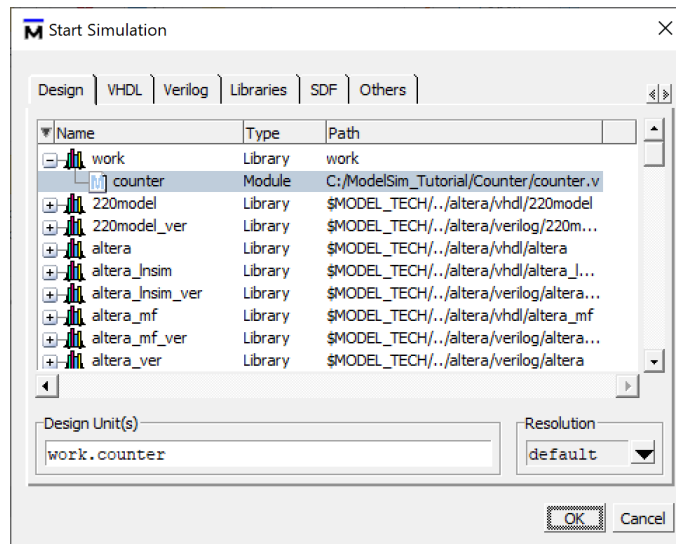 Start Simulation
Design VHDL Verilog Libraries SDF Others
Name Type Path
work Library work
counter Module C:/ModelSim_Tutorial/Counter/counter.v
220model Library $MODEL_TECH/../altera/vhdl/220model
220model_ver Library $MODEL_TECH/../altera/verilog/220m...
altera Library $MODEL_TECH/../altera/vhdl/altera
altera_lnsim Library $MODEL_TECH/../altera/vhdl/altera_l...
altera_lnsim_ver Library $MODEL_TECH/../altera/verilog/altera...
altera_mf Library $MODEL_TECH/../altera/vhdl/altera_mf
altera_mf_ver Library $MODEL_TECH/../altera/verilog/altera...
altera_ver Library $MODEL_TECH/../altera/verilog/altera
Design Unit(s) Resolution
work.counter default
OK Cancel